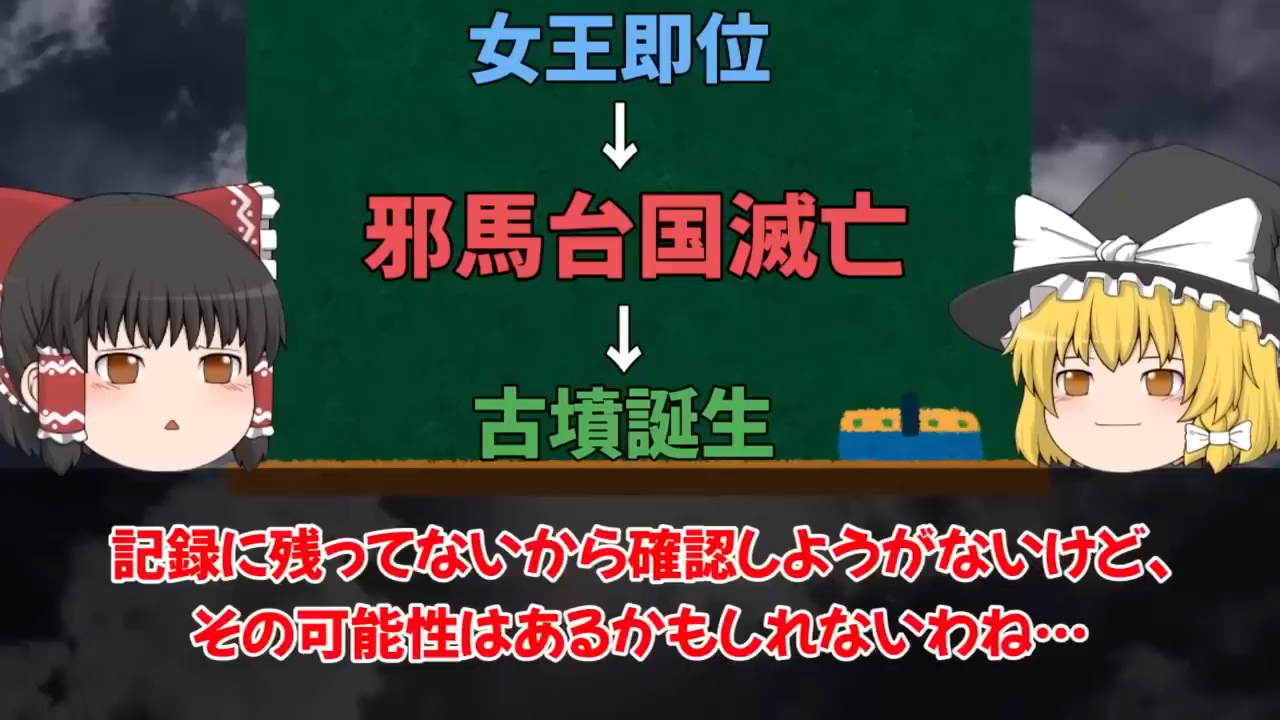 女王即位
↓
邪馬台国滅亡
↓
古墳誕生
記録に残ってないから確認しようがないけど、
その可能性はあるかもしれないわね…